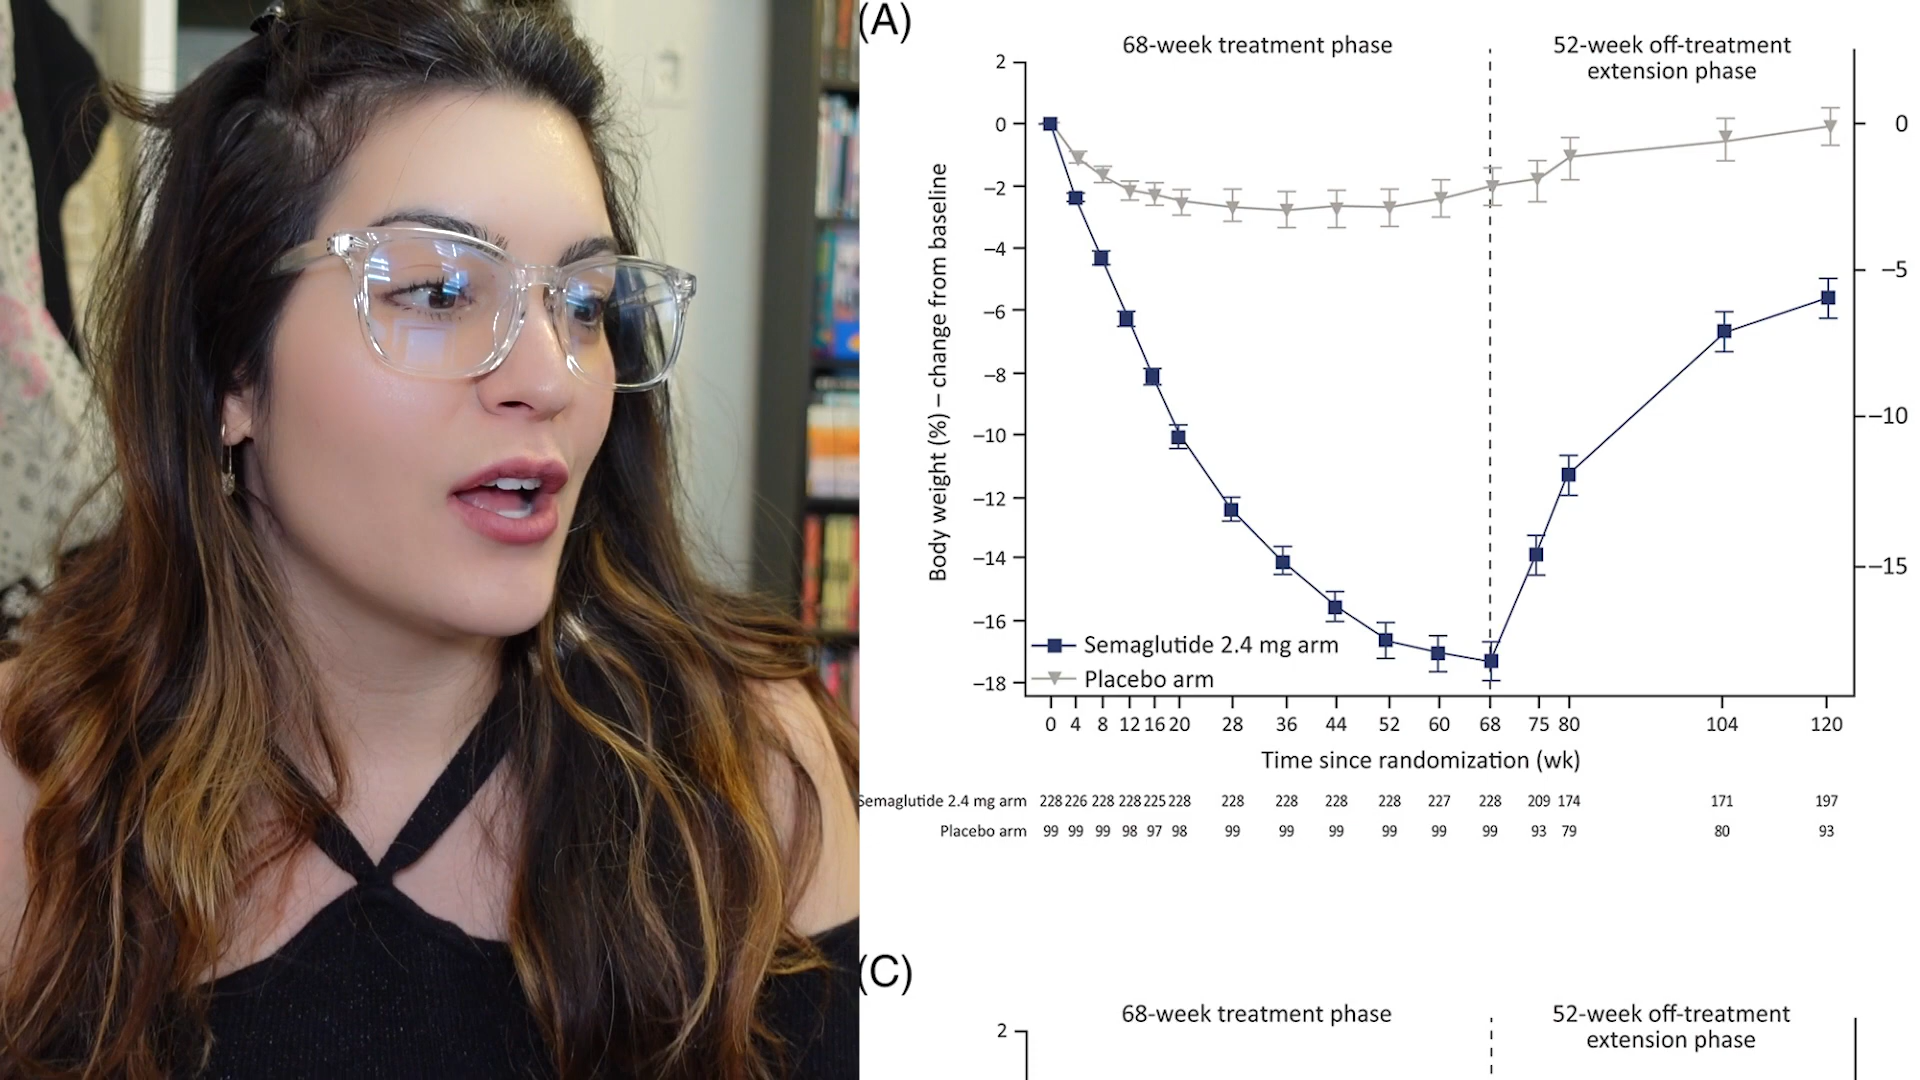 (A)
68-week treatment phase
52-week off-treatment
extension phase
2
0
–2
–4
–6
–8
–10
–12
–14
–16
–18
Body weight (%) – change from baseline
0
–5
–10
–15
Semaglutide 2.4 mg arm
Placebo arm
0 4 8 12 16 20 28 36 44 52 60 68 75 80 104 120
Time since randomization (wk)
Semaglutide 2.4 mg arm 228 226 228 228 225 228 228 228 228 228 227 228 209 174 171 197
Placebo arm 99 99 99 98 97 98 99 99 99 99 99 99 93 79 80 93
(C)
68-week treatment phase
52-week off-treatment
extension phase
2